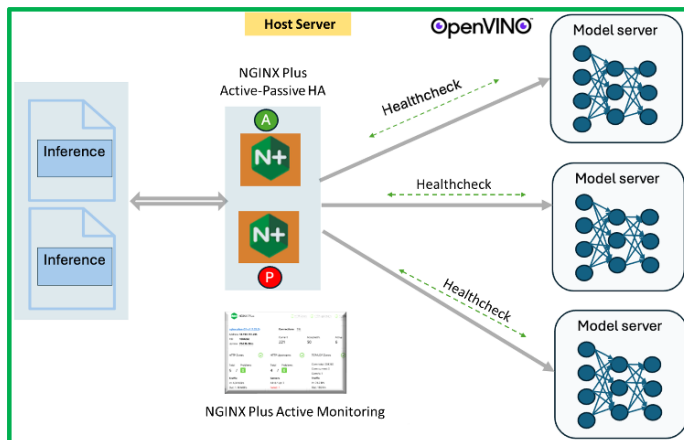 Host Server
OpenVINO
NGINX Plus
Active-Passive HA
A
N+
N+
P
Inference
Inference
Healthcheck
Healthcheck
Healthcheck
Model server
Model server
Model server
NGINX Plus Active Monitoring